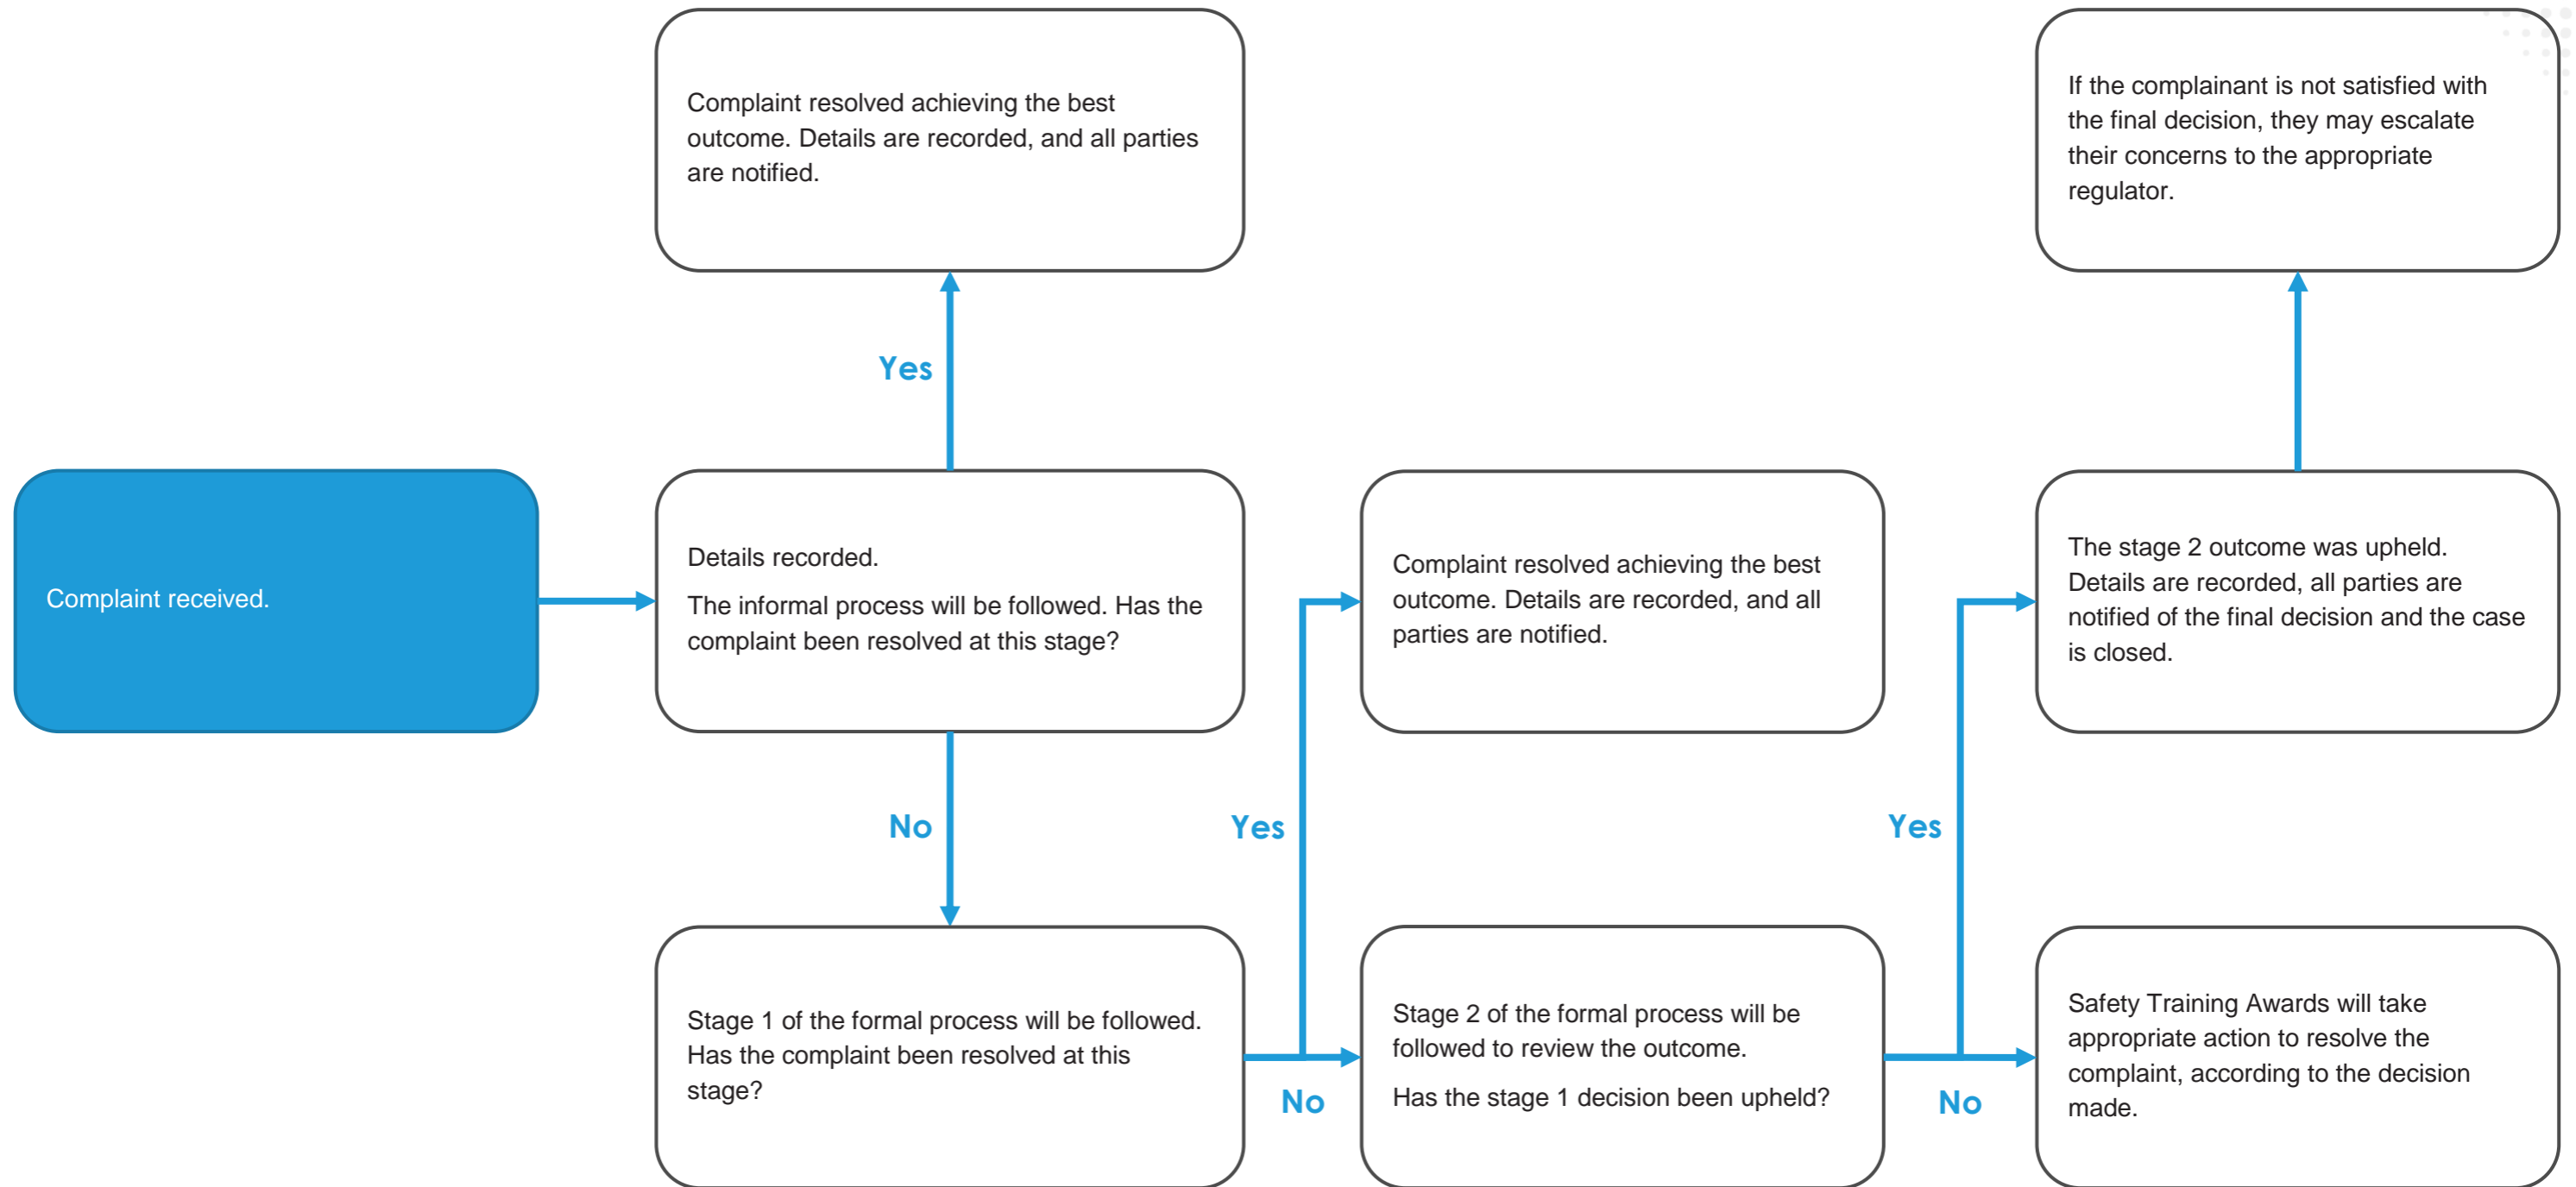 Complaint resolved achieving the best
outcome. Details are recorded, and all parties
are notified.
If the complainant is not satisfied with
the final decision, they may escalate
their concerns to the appropriate
regulator.
Yes
Complaint received.
Details recorded.
The informal process will be followed. Has the
complaint been resolved at this stage?
Complaint resolved achieving the best
outcome. Details are recorded, and all
parties are notified.
The stage 2 outcome was upheld.
Details are recorded, all parties are
notified of the final decision and the case
is closed.
No
Yes
Yes
Stage 1 of the formal process will be followed.
Has the complaint been resolved at this
stage?
No
Stage 2 of the formal process will be
followed to review the outcome.
Has the stage 1 decision been upheld?
No
Safety Training Awards will take
appropriate action to resolve the
complaint, according to the decision
made.